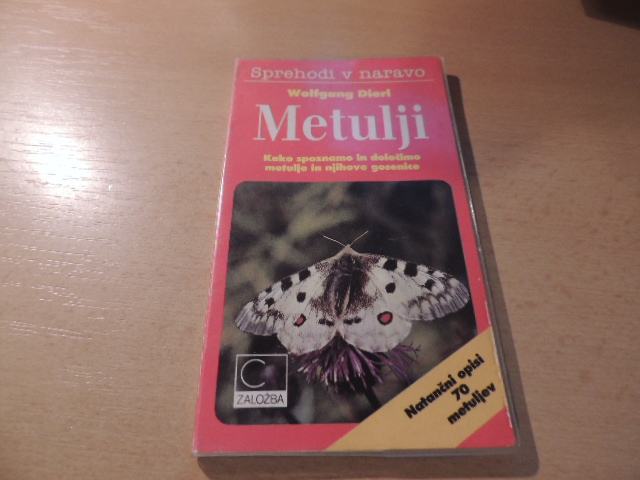 Sprehodi v naravo
Wolfgang Dierl
Metulji
Kako spoznamo in določimo
metulje in njihove gosenice
C
ZALOŽBA
Natančni opisi
70
metuljev